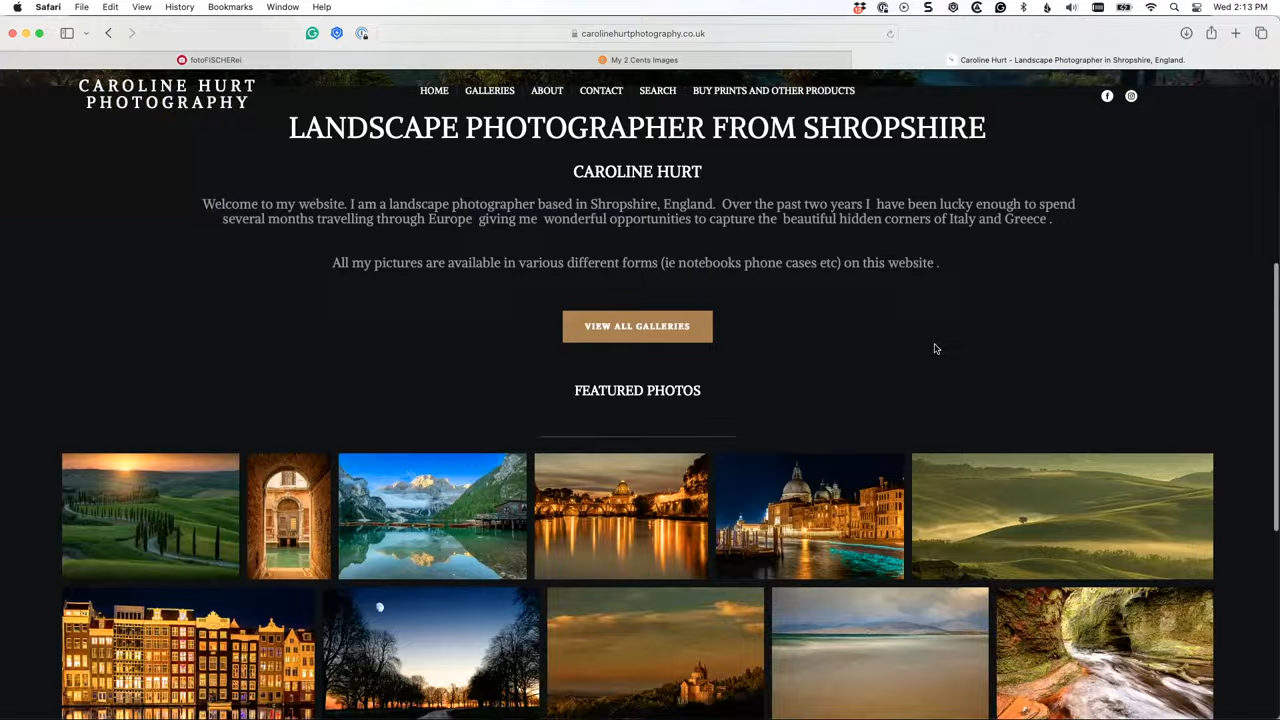 Safari File Edit View History Bookmarks Window Help Wed 2:13 PM
carolinehurtphotography.co.uk
fotoFISCHERei My 2 Cents Images Caroline Hurt - Landscape Photographer in Shropshire, England.
CAROLINE HURT
PHOTOGRAPHY
HOME GALLERIES ABOUT CONTACT SEARCH BUY PRINTS AND OTHER PRODUCTS
LANDSCAPE PHOTOGRAPHER FROM SHROPSHIRE
CAROLINE HURT
Welcome to my website. I am a landscape photographer based in Shropshire, England. Over the past two years I have been lucky enough to spend
several months travelling through Europe giving me wonderful opportunities to capture the beautiful hidden corners of Italy and Greece .
All my pictures are available in various different forms (ie notebooks phone cases etc) on this website .
VIEW ALL GALLERIES
FEATURED PHOTOS